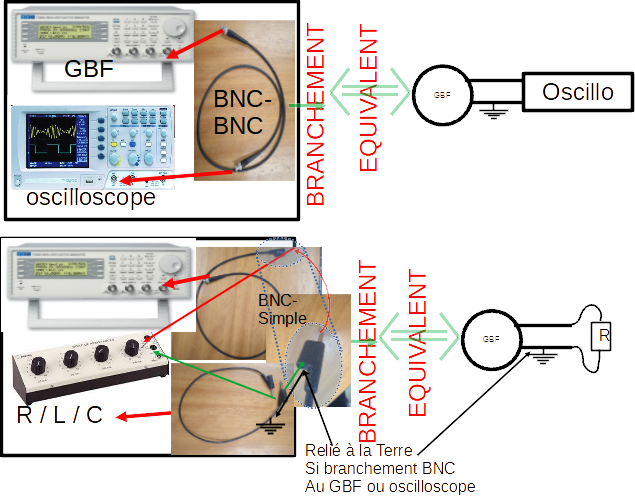 GBF
BNC-
BNC
oscilloscope
BRANCHEMENT
EQUIVALENT
GBF
Oscillo
BNC-
Simple
R / L / C
BRANCHEMENT
EQUIVALENT
GBF
R
Relié à la Terre
Si branchement BNC
Au GBF ou oscilloscope